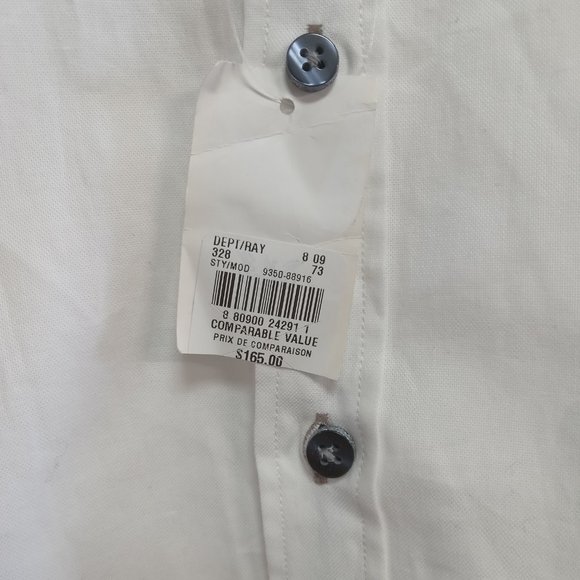 DEPT/RAY 8 09
328 73
STY/MOD 9350-88916
8 80900 24291 1
COMPARABLE VALUE
PRIX DE COMPARAISON
$165.00